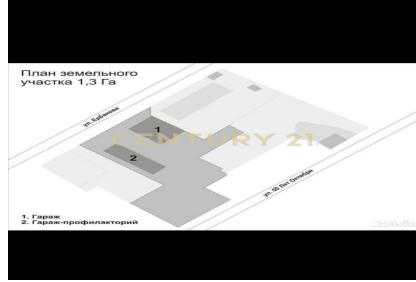 План земельного
участка 1,3 Га
ул. Ербанова
1
CENTURY 21
2
ул. 50 Лет Октября
1. Гараж
2. Гараж-профилакторий